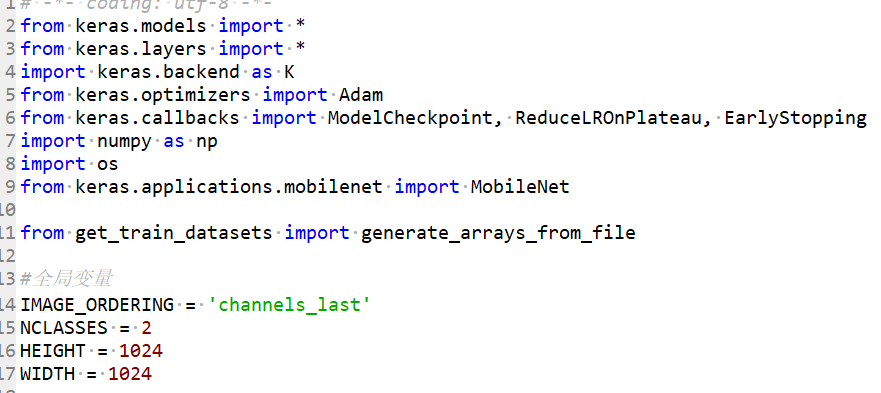 1 # -*- coding: utf-8 -*-
2 from keras.models import *
3 from keras.layers import *
4 import keras.backend as K
5 from keras.optimizers import Adam
6 from keras.callbacks import ModelCheckpoint, ReduceLROnPlateau, EarlyStopping
7 import numpy as np
8 import os
9 from keras.applications.mobilenet import MobileNet
10
11 from get_train_datasets import generate_arrays_from_file
12
13 #全局变量
14 IMAGE_ORDERING = 'channels_last'
15 NCLASSES = 2
16 HEIGHT = 1024
17 WIDTH = 1024